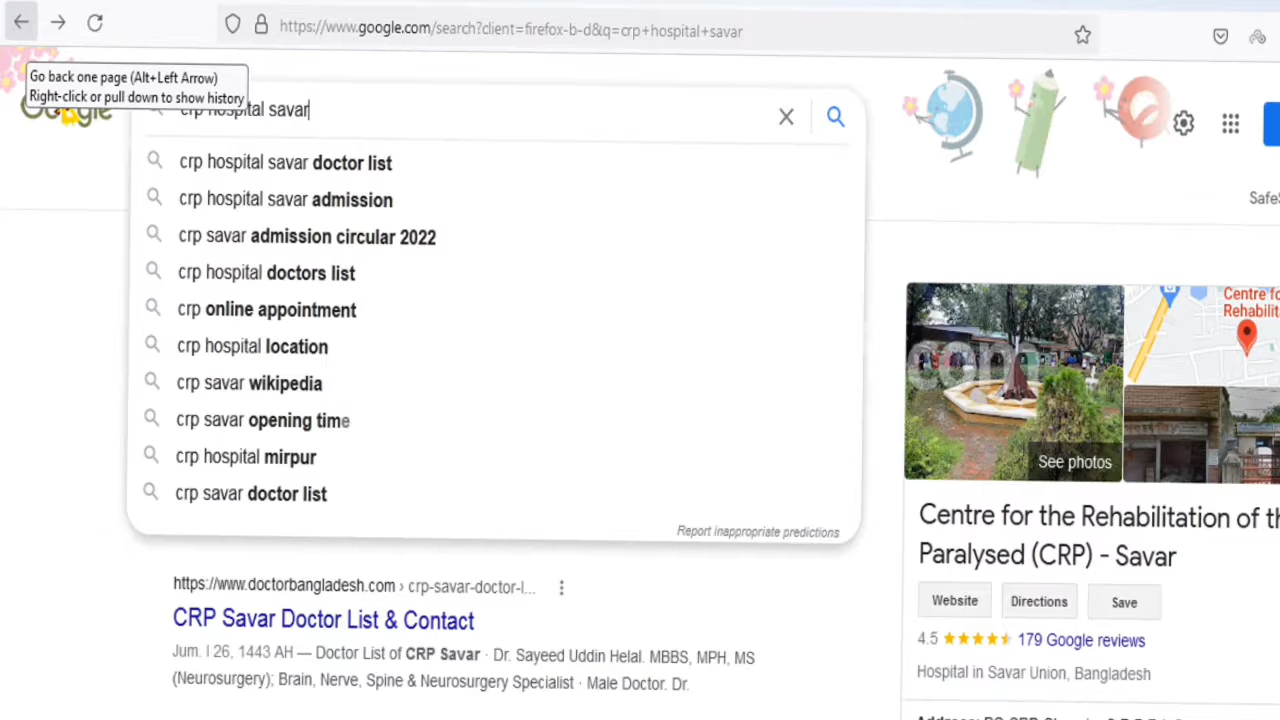 https://www.google.com/search?client=firefox-b-d&q=crp+hospital+savar
Go back one page (Alt+Left Arrow)
Right-click or pull down to show history
Google
crp hospital savar
crp hospital savar doctor list
crp hospital savar admission
crp savar admission circular 2022
crp hospital doctors list
crp online appointment
crp hospital location
crp savar wikipedia
crp savar opening time
crp hospital mirpur
crp savar doctor list
Report inappropriate predictions
https://www.doctorbangladesh.com › crp-savar-doctor-l...
CRP Savar Doctor List & Contact
Jum. I 26, 1443 AH — Doctor List of CRP Savar · Dr. Sayeed Uddin Helal. MBBS, MPH, MS
(Neurosurgery); Brain, Nerve, Spine & Neurosurgery Specialist · Male Doctor. Dr.
com
See photos
Centre for the Rehabilitation of th
Paralysed (CRP) - Savar
Website Directions Save
4.5 179 Google reviews
Hospital in Savar Union, Bangladesh